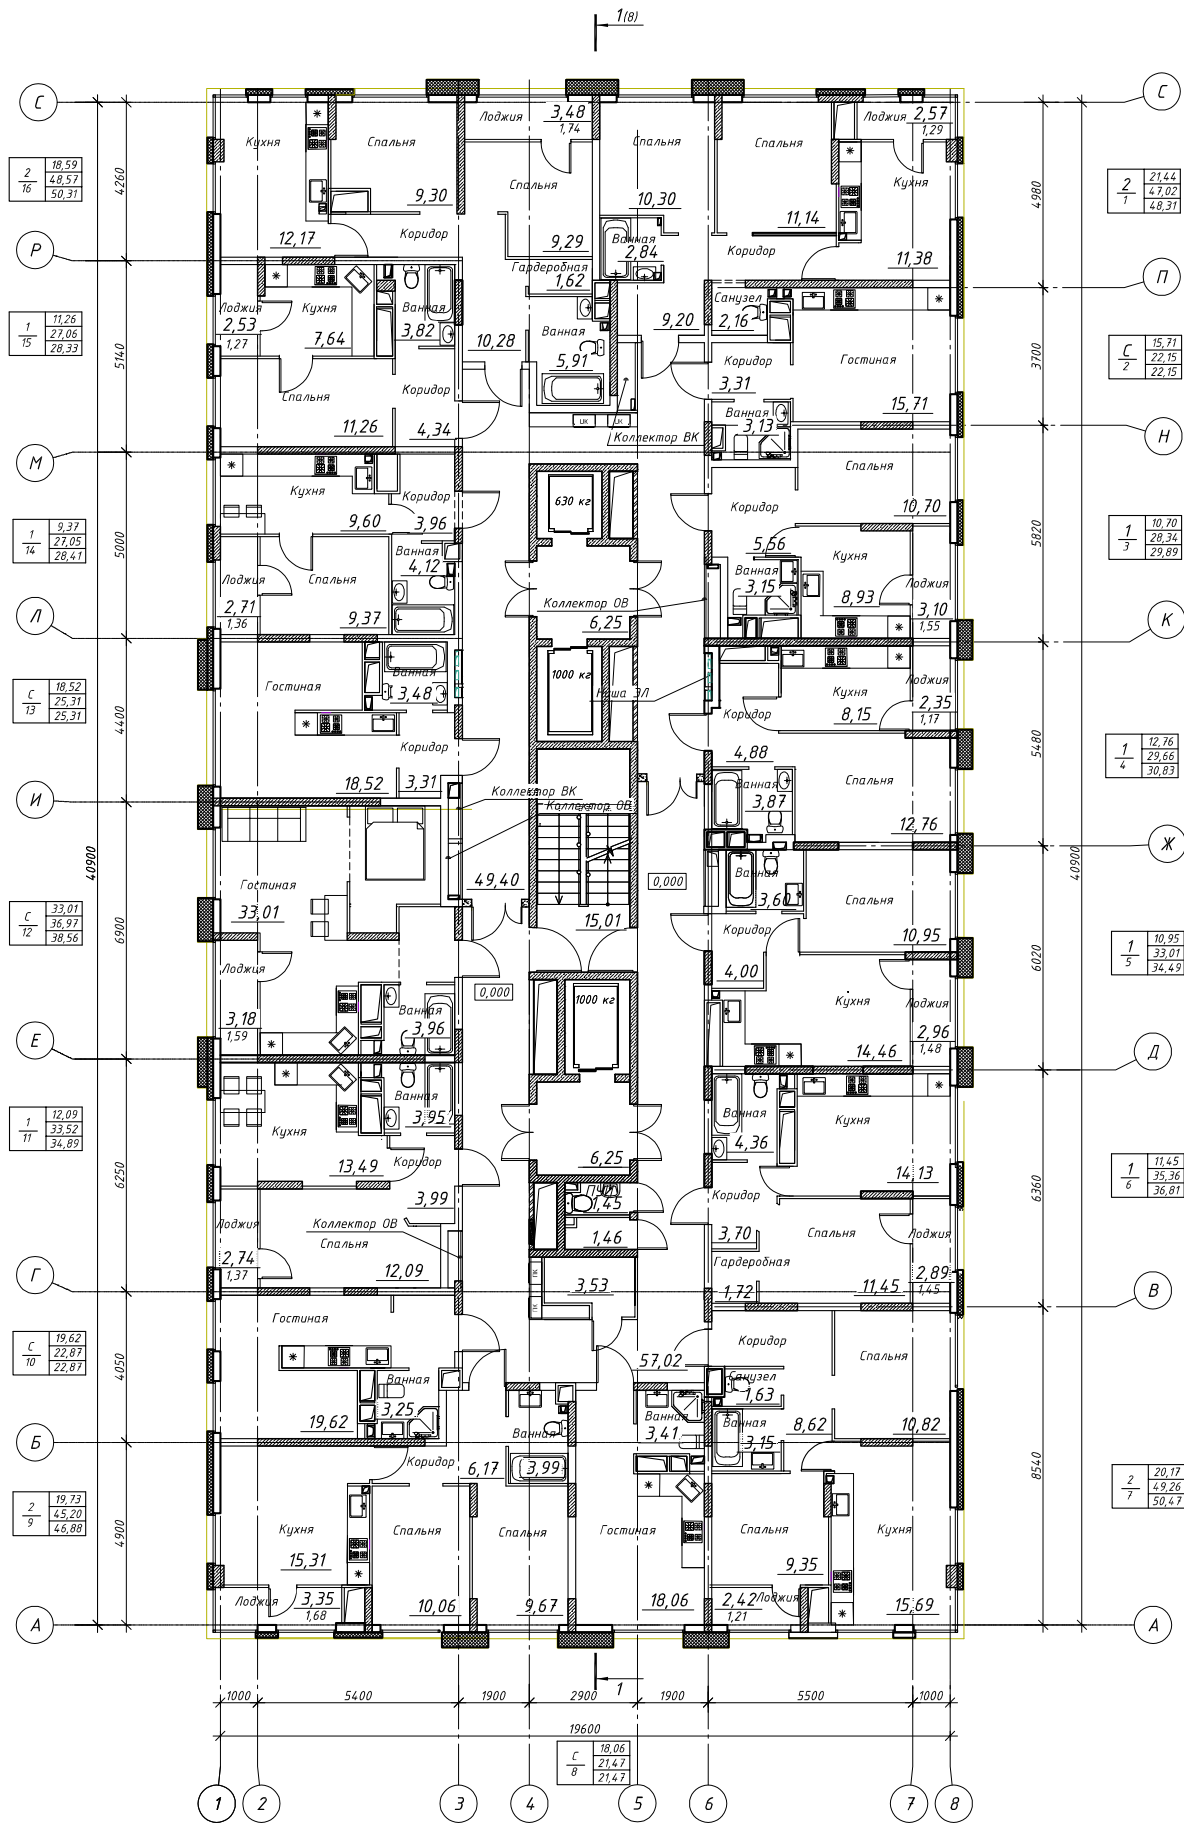 1(8)
С
С
Кухня
Спальня
Лоджия
3,48
1,74
Спальня
Спальня
Лоджия
2,57
1,29
Кухня
2
16
18,59
48,57
50,31
4260
9,30
Спальня
10,30
11,14
4980
2
1
21,44
47,02
48,31
Р
12,17
Коридор
9,29
Гардеробная
1,62
Ванная
2,84
Коридор
11,38
П
1
15
11,26
27,06
28,33
5140
Лоджия
2,53
1,27
Кухня
7,64
Ванная
3,82
10,28
Ванная
5,91
9,20
Санузел
2,16
Гостиная
3700
С
2
15,71
22,15
22,15
Спальня
Коридор
11,26
4,34
Коридор
3,31
Ванная
3,13
15,71
ЦК
ЦК
Коллектор ВК
Н
М
Кухня
9,60
Коридор
3,96
630 кг
Спальня
Коридор
10,70
1
14
9,37
27,05
28,41
5000
Ванная
4,12
5,56
Кухня
5820
1
3
10,70
28,34
29,89
Лоджия
2,71
1,36
Спальня
9,37
Коллектор ОВ
6,25
Ванная
3,15
8,93
Лоджия
3,10
1,55
Л
К
С
13
18,52
25,31
25,31
4400
Гостиная
Ванная
3,48
1000 кг
Ниша ЭЛ
Кухня
8,15
Лоджия
2,35
1,17
Коридор
Коридор
18,52
3,31
4,88
Спальня
5480
1
4
12,76
29,66
30,83
И
Коллектор ВК
Коллектор ОВ
Ванная
3,87
12,76
Ж
40900
40900
Гостиная
33,01
49,40
0,000
15,01
Ванная
3,60
Спальня
С
12
33,01
36,97
38,56
6900
Коридор
4,00
10,95
6020
1
5
10,95
33,01
34,49
Лоджия
3,18
1,59
Ванная
3,96
0,000
1000 кг
Кухня
14,46
Лоджия
2,96
1,48
Е
Д
1
11
12,09
33,52
34,89
6250
Кухня
13,49
Ванная
3,95
Коридор
3,99
6,25
Ванная
4,36
Кухня
14,13
6360
1
6
11,45
35,36
36,81
ПУИ
1,45
1,46
Коридор
3,70
Лоджия
2,74
1,37
Коллектор ОВ
Спальня
12,09
Спальня
Гардеробная
1,72
11,45
Лоджия
2,89
1,45
Г
ПК
ПК
3,53
В
С
10
19,62
22,87
22,87
4050
Гостиная
Ванная
3,25
19,62
57,02
Коридор
Санузел
1,63
Спальня
10,82
Б
Ванная
3,99
Ванная
3,41
Ванная
3,15
8,62
8540
Коридор
6,17
2
9
19,73
45,20
46,88
4900
Кухня
15,31
Спальня
Спальня
Гостиная
Спальня
9,35
Кухня
2
7
20,17
49,26
50,47
Лоджия
3,35
1,68
10,06
9,67
18,06
2,42
1,21
Лоджия
15,69
А
А
1
1000
5400
1900
2900
1900
5500
1000
19600
С
8
18,06
21,47
21,47
1
2
3
4
5
6
7
8